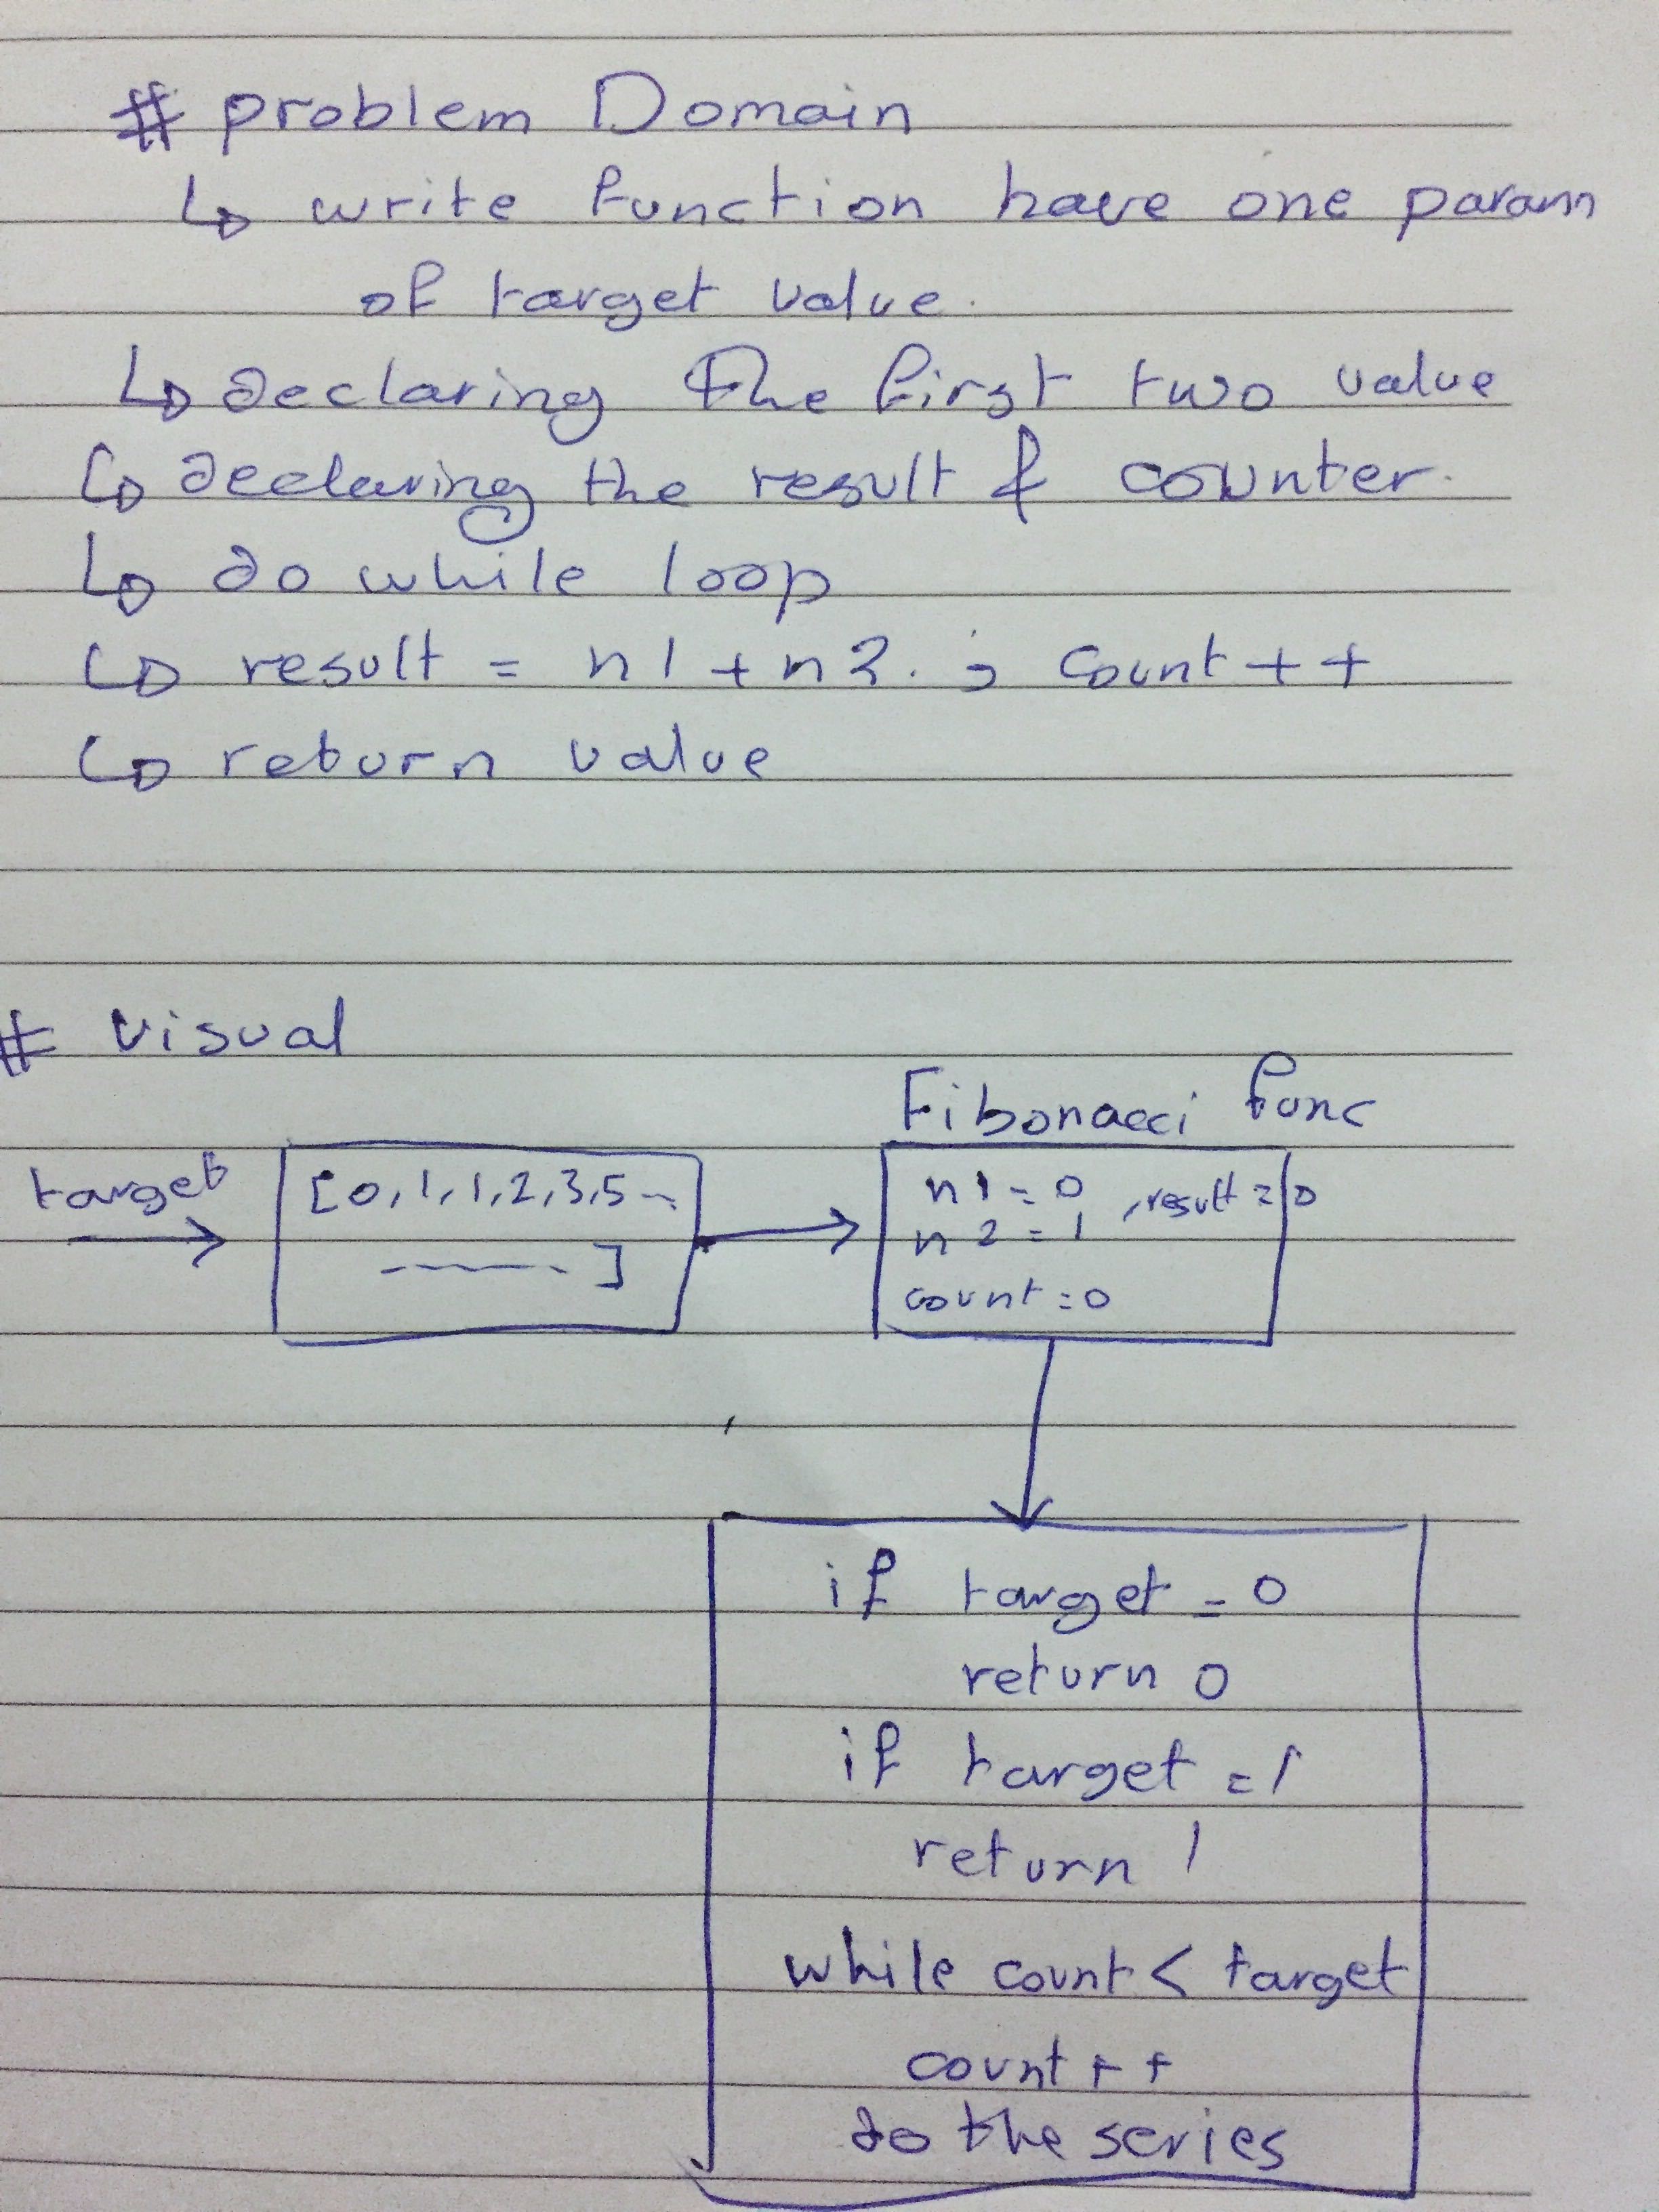 # problem Domain
↳ write function have one param
of target value.
↳ declaring The first two value
↳ declaring the result & counter.
↳ do while loop
↳ result = n1 + n2. ; count ++
↳ return value
# visual
Fibonacci func
target
[0, 1, 1, 2, 3, 5 --
------- ]
n1 = 0 , result = 0
n2 = 1
count = 0
if target = 0
return 0
if target = 1
return 1
while count < target
count ++
do the series